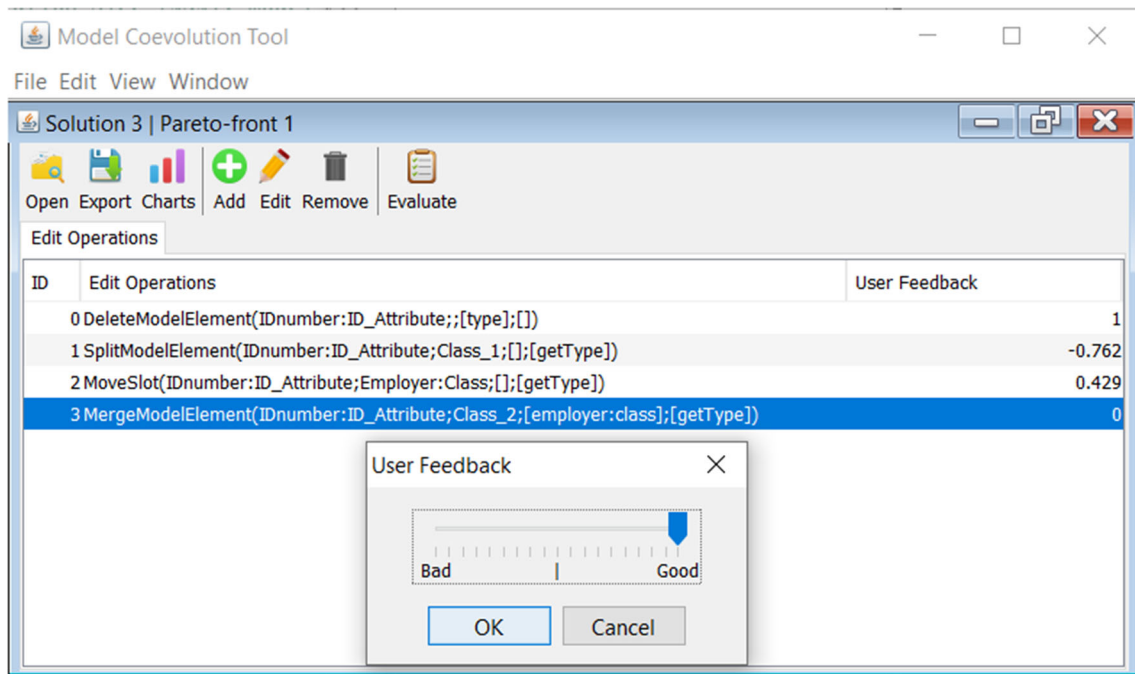 Model Coevolution Tool
File Edit View Window
Solution 3 | Pareto-front 1
Open Export Charts Add Edit Remove Evaluate
Edit Operations
ID Edit Operations User Feedback
0 DeleteModelElement(IDnumber:ID_Attribute;;[type];[]) 1
1 SplitModelElement(IDnumber:ID_Attribute;Class_1;[];[getType]) -0.762
2 MoveSlot(IDnumber:ID_Attribute;Employer:Class;[];[getType]) 0.429
3 MergeModelElement(IDnumber:ID_Attribute;Class_2;[employer:class];[getType]) 0
User Feedback
Bad | Good
OK Cancel